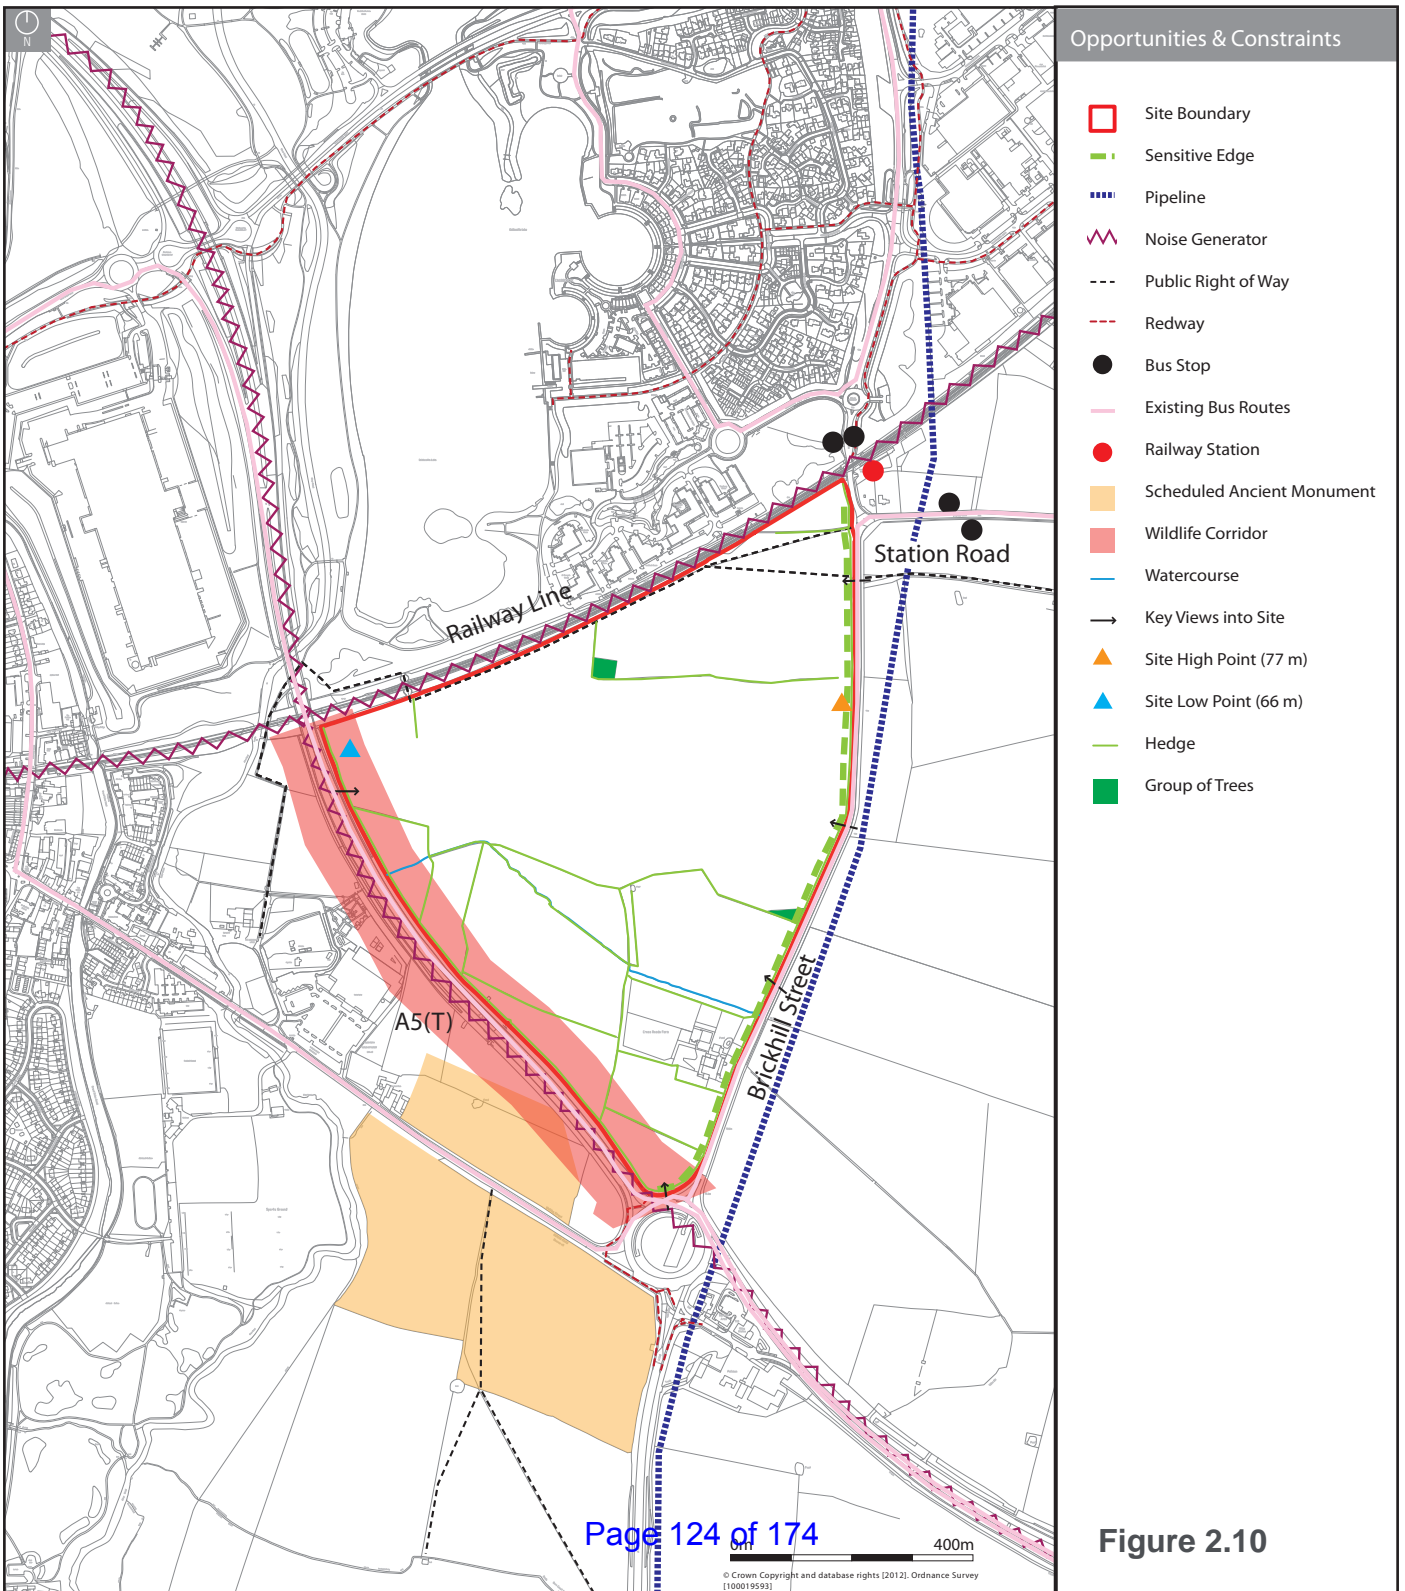 N
Opportunities & Constraints
Site Boundary
Sensitive Edge
Pipeline
Noise Generator
Public Right of Way
Redway
Bus Stop
Existing Bus Routes
Railway Station
Scheduled Ancient Monument
Wildlife Corridor
Watercourse
Key Views into Site
Site High Point (77 m)
Site Low Point (66 m)
Hedge
Group of Trees
Station Road
Railway Line
A5(T)
Brickhill Street
Page 124 of 174
0m 400m
© Crown Copyright and database rights [2012]. Ordnance Survey
[100019593]
Figure 2.10